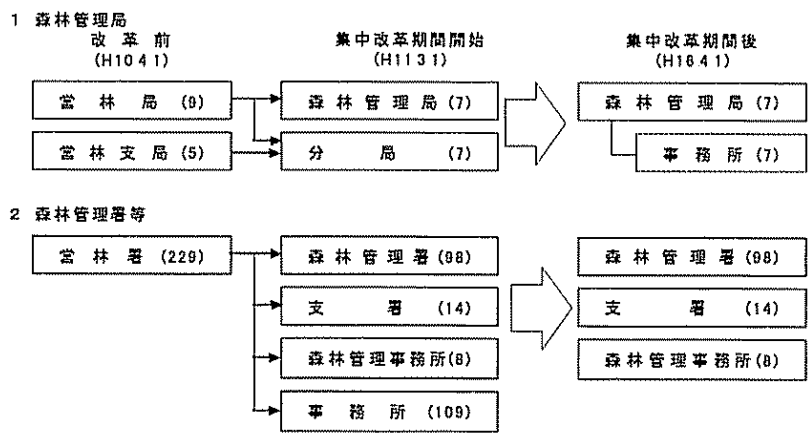 1 森林管理局
改革前 集中改革期間開始 集中改革期間後
(H10 4 1) (H11 3 1) (H16 4 1)
営林局(9) 森林管理局(7) 森林管理局(7)
営林支局(5) 分局(7) 事務所(7)
2 森林管理署等
営林署(229) 森林管理署(98) 森林管理署(98)
支署(14) 支署(14)
森林管理事務所(8) 森林管理事務所(8)
事務所(109)